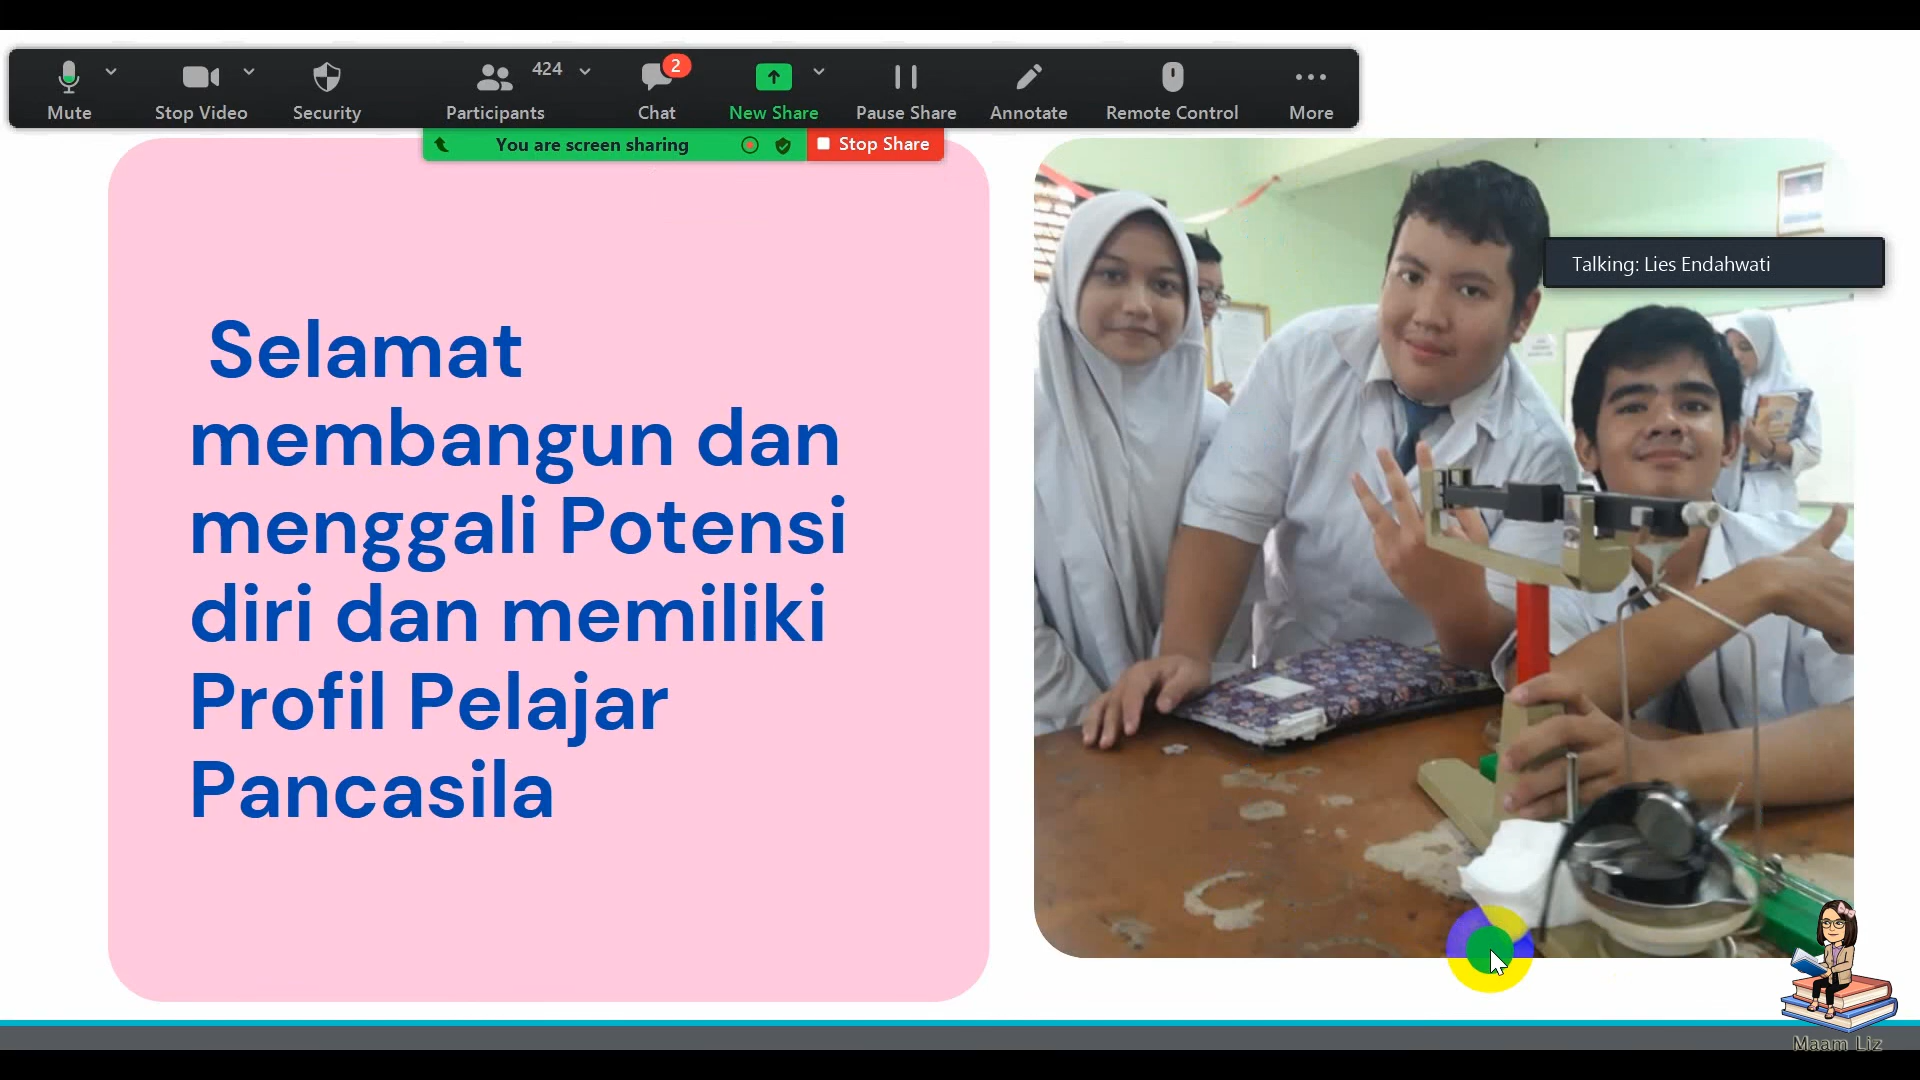 424
2
Mute
Stop Video
Security
Participants
Chat
New Share
Pause Share
Annotate
Remote Control
More
You are screen sharing
Stop Share
Talking: Lies Endahwati
Selamat
membangun dan
menggali Potensi
diri dan memiliki
Profil Pelajar
Pancasila
Maam Liz